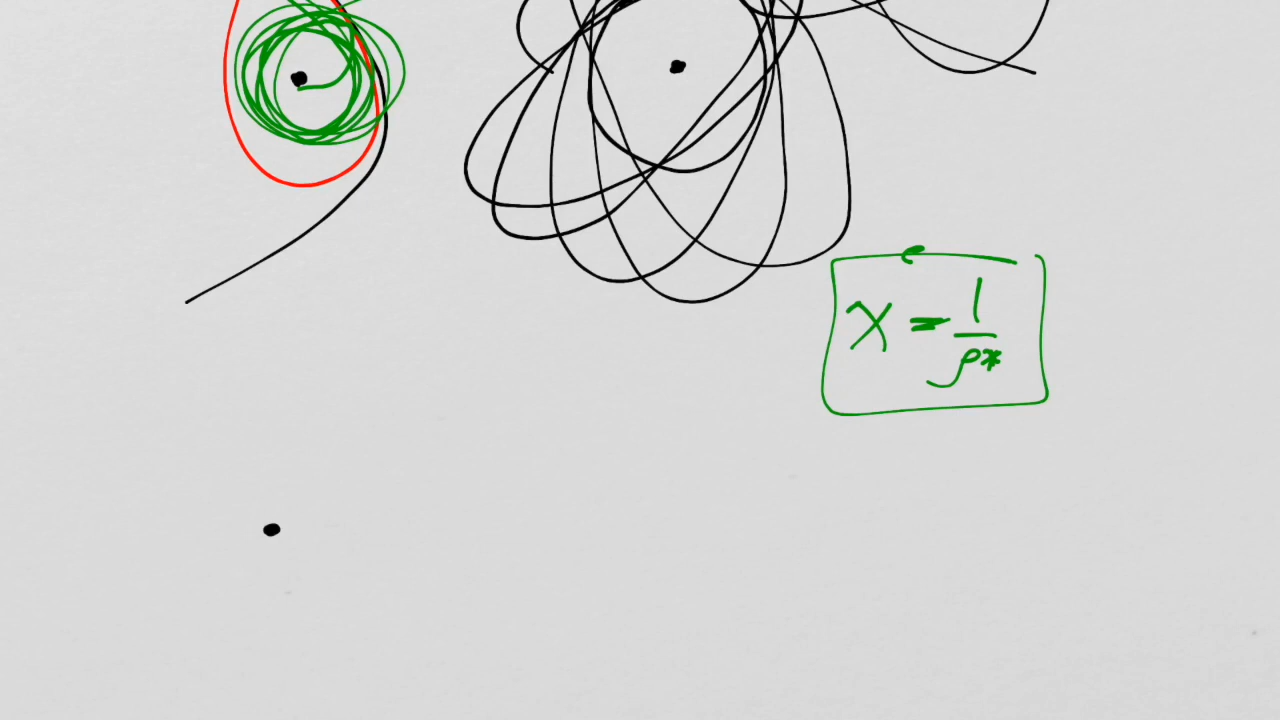 χ = 1/ρ*